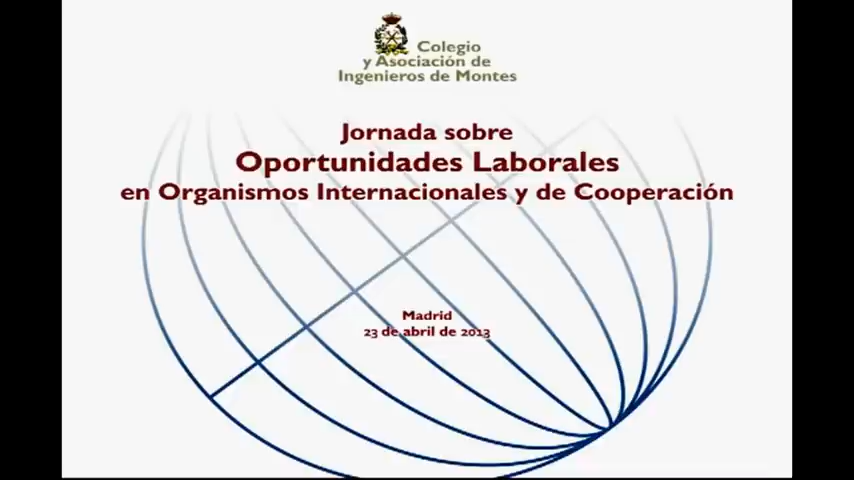 Colegio
y Asociación de
Ingenieros de Montes
Jornada sobre
Oportunidades Laborales
en Organismos Internacionales y de Cooperación
Madrid
23 de abril de 2013